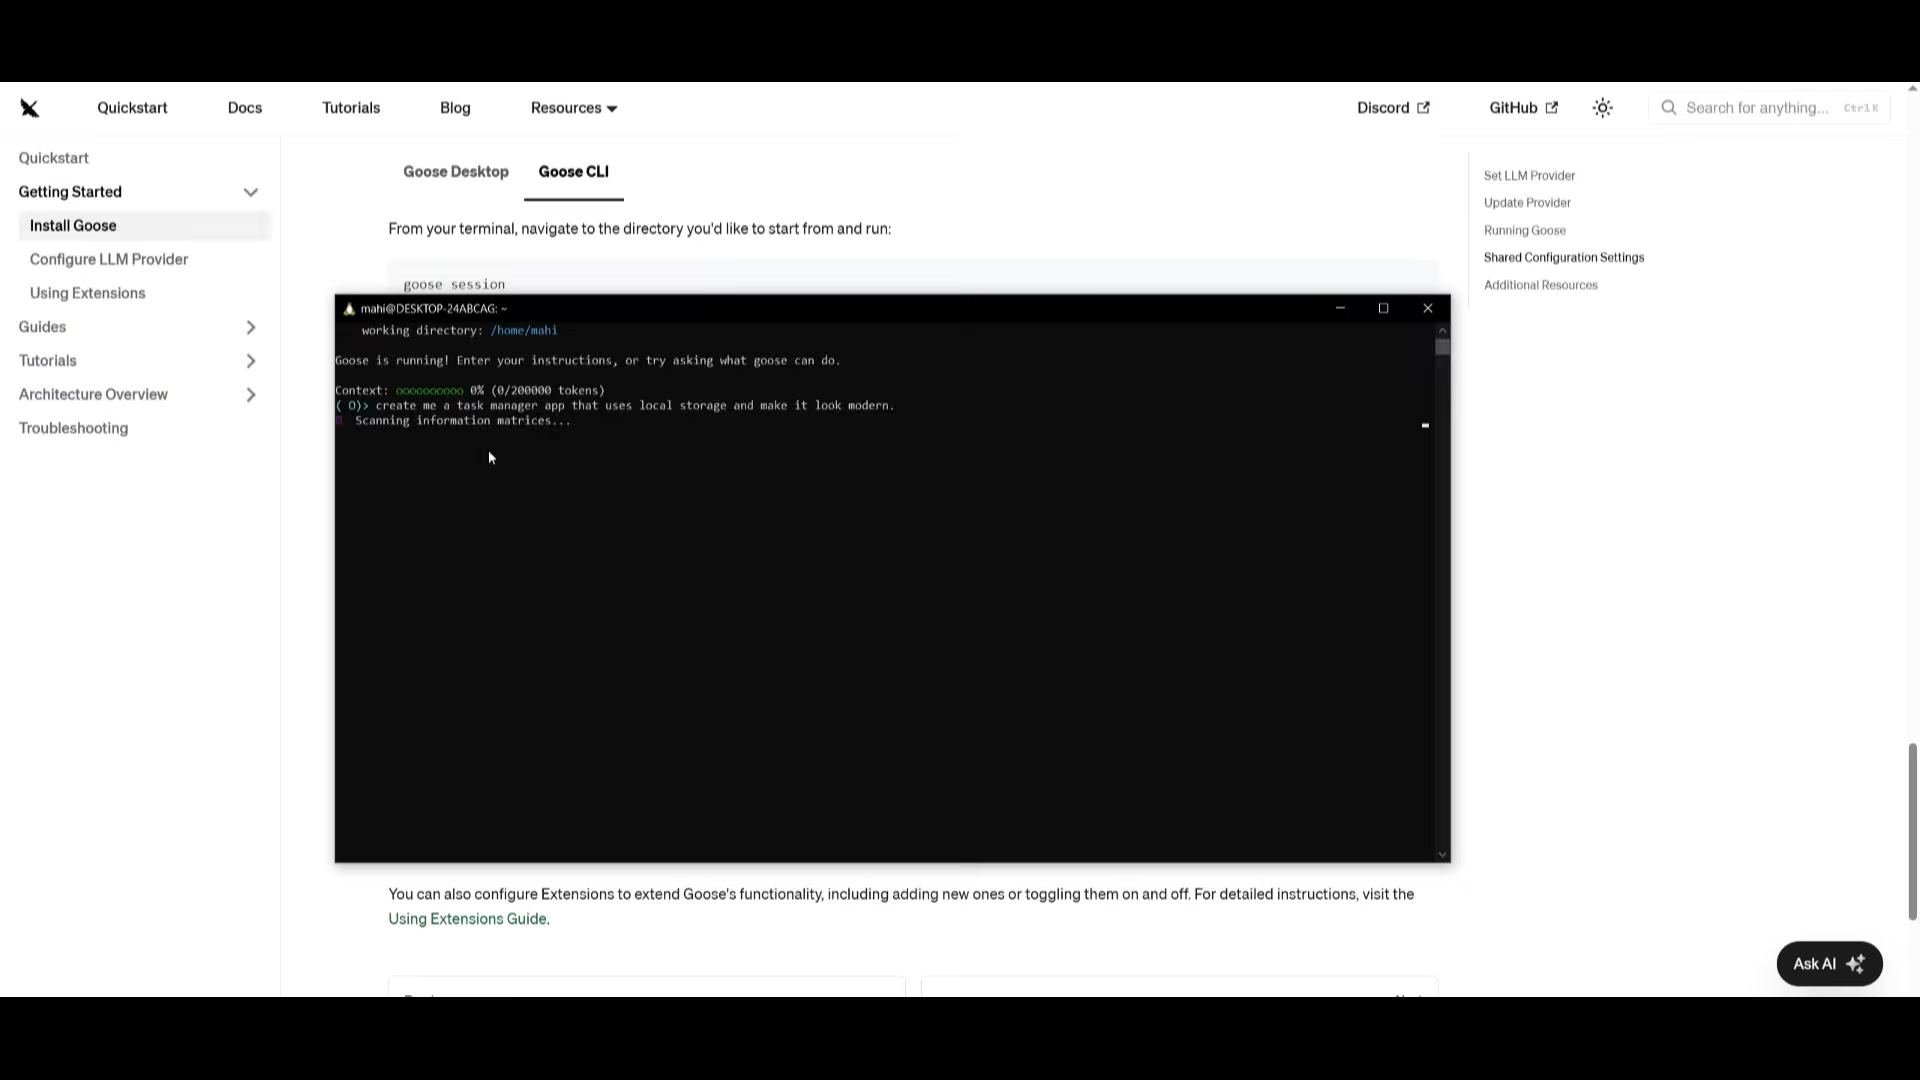 Quickstart
Docs
Tutorials
Blog
Resources
Discord
GitHub
Search for anything...
Ctrl K
Quickstart
Getting Started
Install Goose
Configure LLM Provider
Using Extensions
Guides
Tutorials
Architecture Overview
Troubleshooting
Goose Desktop
Goose CLI
From your terminal, navigate to the directory you'd like to start from and run:
goose session
mahi@DESKTOP-24ABCAG: ~
working directory: /home/mahi
Goose is running! Enter your instructions, or try asking what goose can do.
Context: oooooooooo 0% (0/200000 tokens)
( O)> create me a task manager app that uses local storage and make it look modern.
Scanning information matrices...
You can also configure Extensions to extend Goose's functionality, including adding new ones or toggling them on and off. For detailed instructions, visit the
Using Extensions Guide.
Set LLM Provider
Update Provider
Running Goose
Shared Configuration Settings
Additional Resources
Ask AI